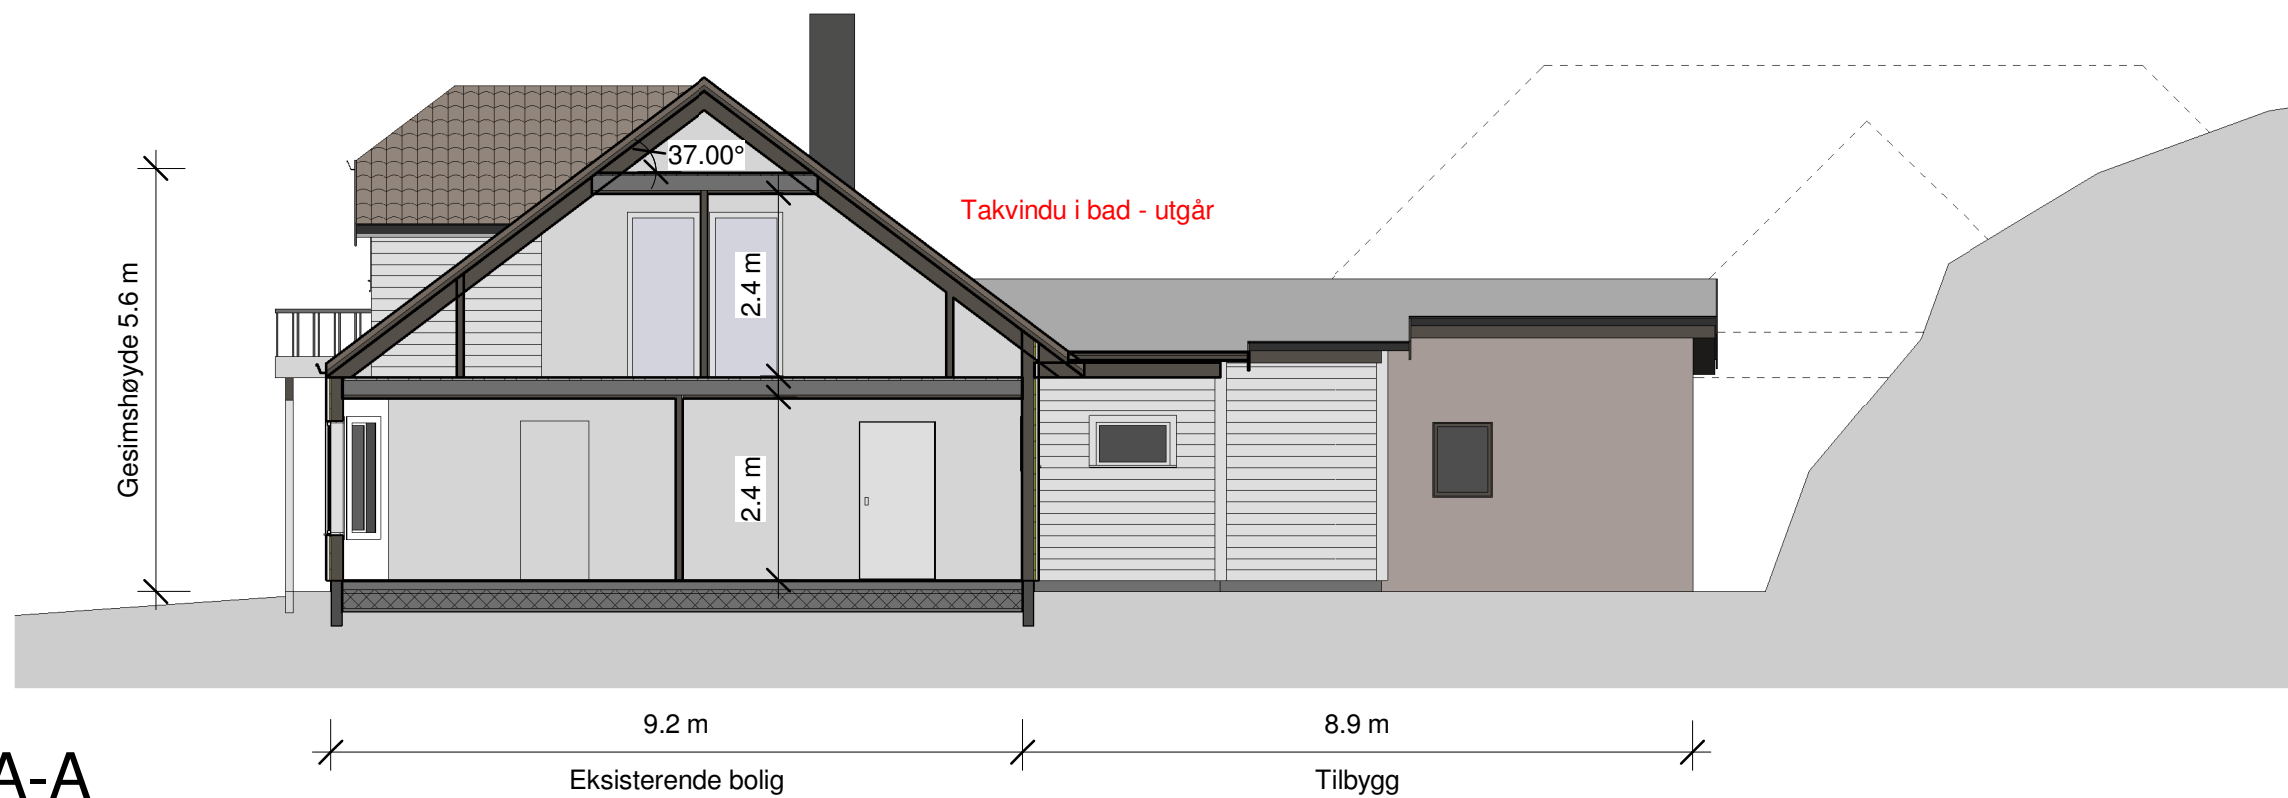 37.00°
Takvindu i bad - utgår
Gesimshøyde 5.6 m
2.4 m
2.4 m
9.2 m
8.9 m
A-A
Eksisterende bolig
Tilbygg